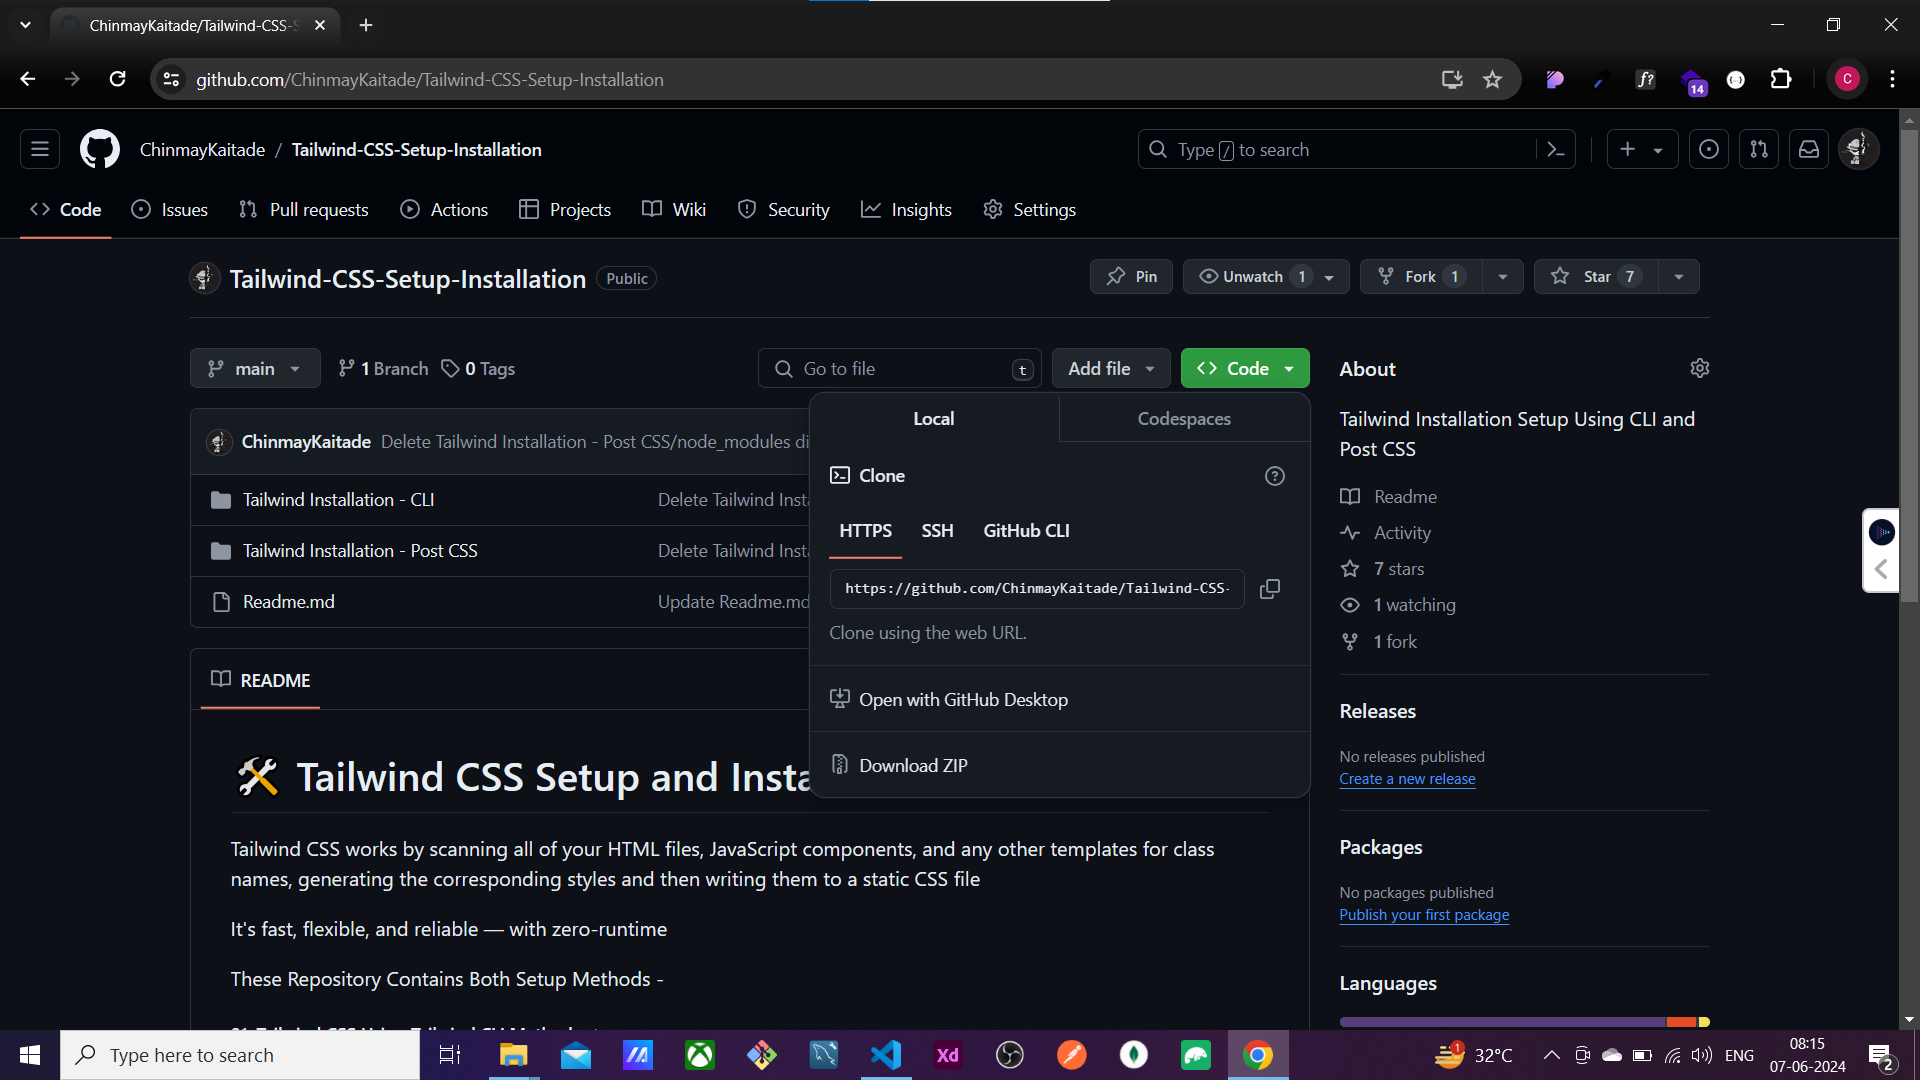 ChinmayKaitade/Tailwind-CSS-S
github.com/ChinmayKaitade/Tailwind-CSS-Setup-Installation
f?
14
C
ChinmayKaitade / Tailwind-CSS-Setup-Installation
Type / to search
Code Issues Pull requests Actions Projects Wiki Security Insights Settings
Tailwind-CSS-Setup-Installation Public
Pin Unwatch 1 Fork 1 Star 7
main 1 Branch 0 Tags
Go to file t Add file Code
Local Codespaces
ChinmayKaitade Delete Tailwind Installation - Post CSS/node_modules di
Clone
Tailwind Installation - CLI Delete Tailwind Insta
HTTPS SSH GitHub CLI
Tailwind Installation - Post CSS Delete Tailwind Insta
https://github.com/ChinmayKaitade/Tailwind-CSS-
Readme.md Update Readme.md
Clone using the web URL.
Open with GitHub Desktop
Download ZIP
README
🛠 Tailwind CSS Setup and Insta
Tailwind CSS works by scanning all of your HTML files, JavaScript components, and any other templates for class
names, generating the corresponding styles and then writing them to a static CSS file
It's fast, flexible, and reliable — with zero-runtime
These Repository Contains Both Setup Methods -
About
Tailwind Installation Setup Using CLI and
Post CSS
Readme
Activity
7 stars
1 watching
1 fork
Releases
No releases published
Create a new release
Packages
No packages published
Publish your first package
Languages
Type here to search
Xd
1
32°C
ENG
08:15
07-06-2024
2